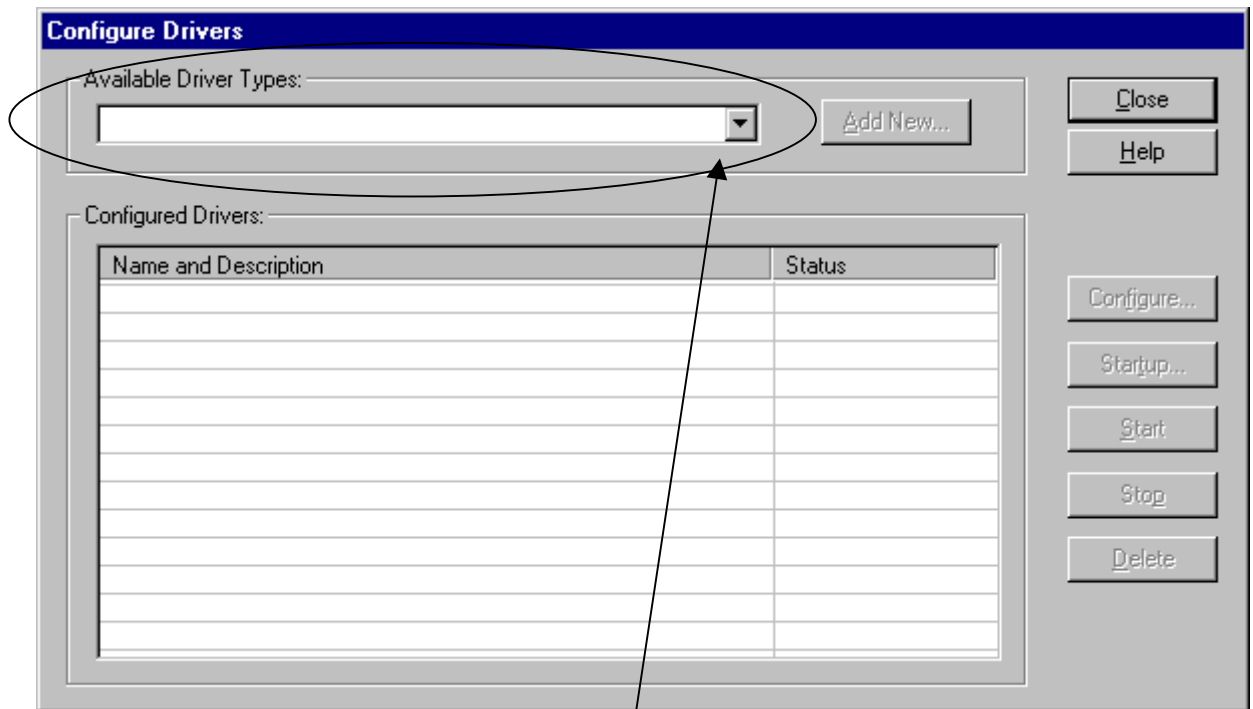 Configure Drivers
Available Driver Types:
Add New...
Close
Help
Configured Drivers:
Name and Description
Status
Configure...
Startup...
Start
Stop
Delete